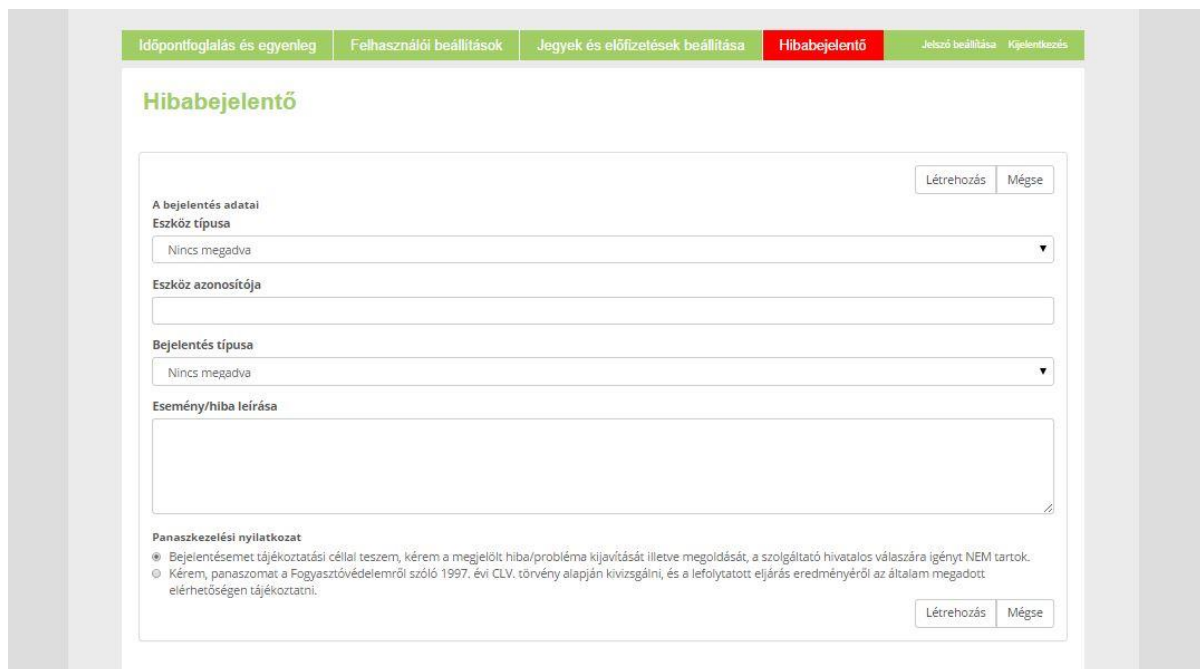 Időpontfoglalás és egyenleg Felhasználói beállítások Jegyek és előfizetések beállítása Hibabejelentő Jelszó beállítása Kijelentkezés
Hibabejelentő
Létrehozás Mégse
A bejelentés adatai
Eszköz típusa
Nincs megadva
Eszköz azonosítója
Bejelentés típusa
Nincs megadva
Esemény/hiba leírása
Panaszkezelési nyilatkozat
Bejelentésemet tájékoztatási céllal teszem, kérem a megjelölt hiba/probléma kijavítását illetve megoldását, a szolgáltató hivatalos válaszára igényt NEM tartok.
Kérem, panaszomat a Fogyasztóvédelemről szóló 1997. évi CLV. törvény alapján kivizsgálni, és a lefolytatott eljárás eredményéről az általam megadott
elérhetőségen tájékoztatni.
Létrehozás Mégse